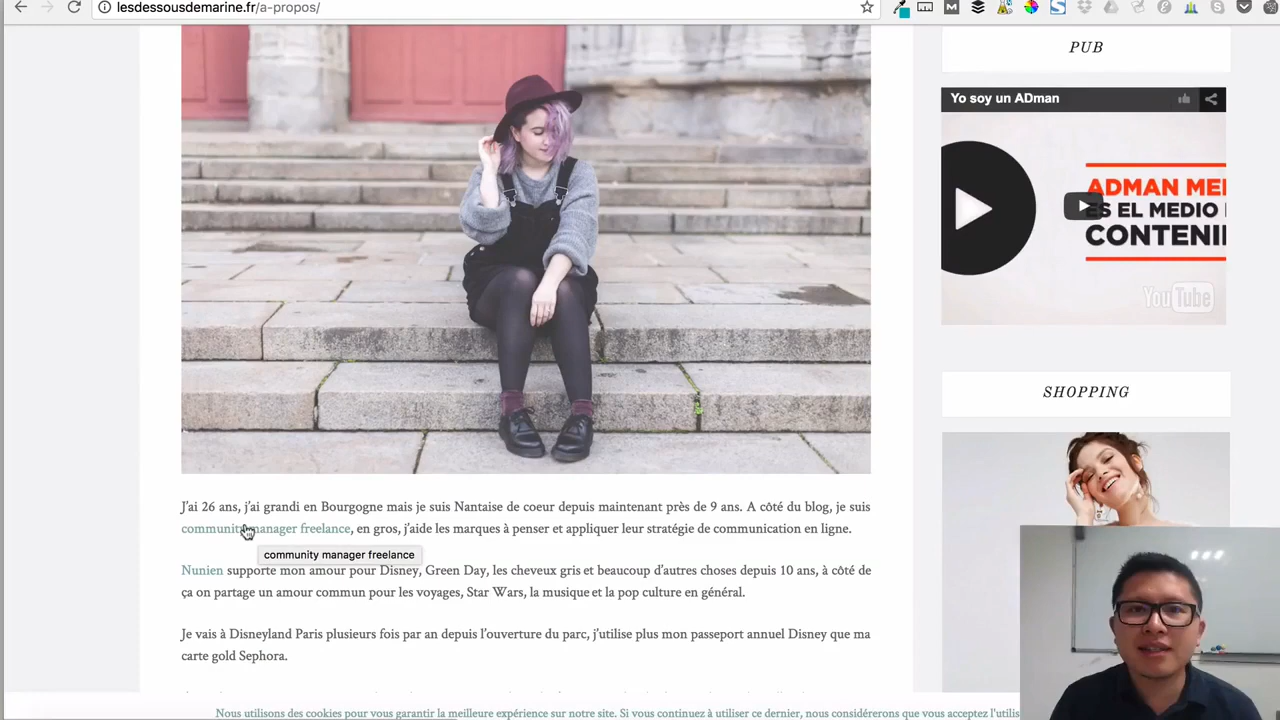 lesdessousdemarine.fr/a-propos/
PUB
Yo soy un ADman
ADMAN ME
ES EL MEDIO
CONTENI
YouTube
SHOPPING
J'ai 26 ans, j'ai grandi en Bourgogne mais je suis Nantaise de coeur depuis maintenant près de 9 ans. A côté du blog, je suis
community manager freelance, en gros, j'aide les marques à penser et appliquer leur stratégie de communication en ligne.
community manager freelance
Nunien supporte mon amour pour Disney, Green Day, les cheveux gris et beaucoup d'autres choses depuis 10 ans, à côté de
ça on partage un amour commun pour les voyages, Star Wars, la musique et la pop culture en général.
Je vais à Disneyland Paris plusieurs fois par an depuis l'ouverture du parc, j'utilise plus mon passeport annuel Disney que ma
carte gold Sephora.
Nous utilisons des cookies pour vous garantir la meilleure expérience sur notre site. Si vous continuez à utiliser ce dernier, nous considérerons que vous acceptez l'utilis